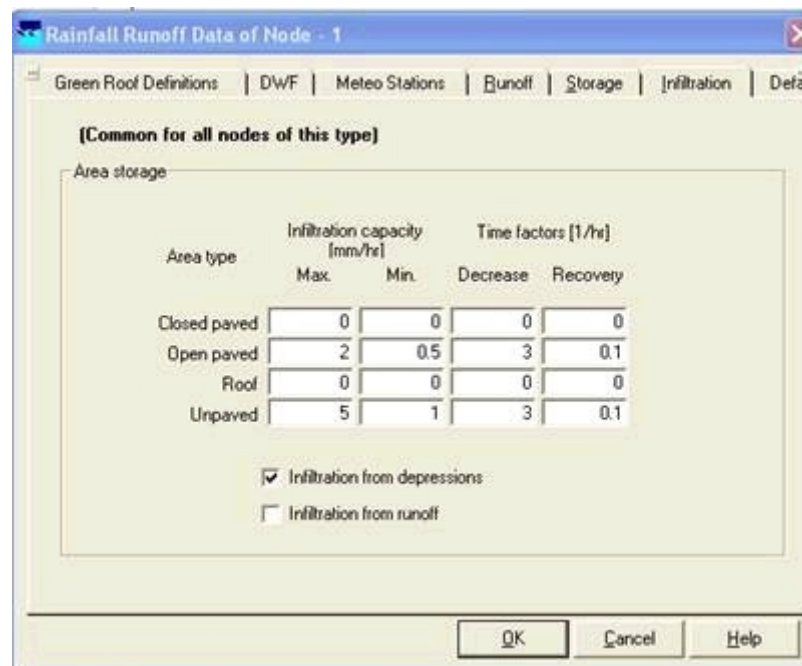 Rainfall Runoff Data of Node - 1
Green Roof Definitions | DWF | Meteo Stations | Runoff | Storage | Infiltration | Defa
(Common for all nodes of this type)
Area storage
Area type
Infiltration capacity [mm/hr]
Time factors [1/hr]
Max. Min. Decrease Recovery
Closed paved 0 0 0 0
Open paved 2 0.5 3 0.1
Roof 0 0 0 0
Unpaved 5 1 3 0.1
Infiltration from depressions
Infiltration from runoff
OK Cancel Help